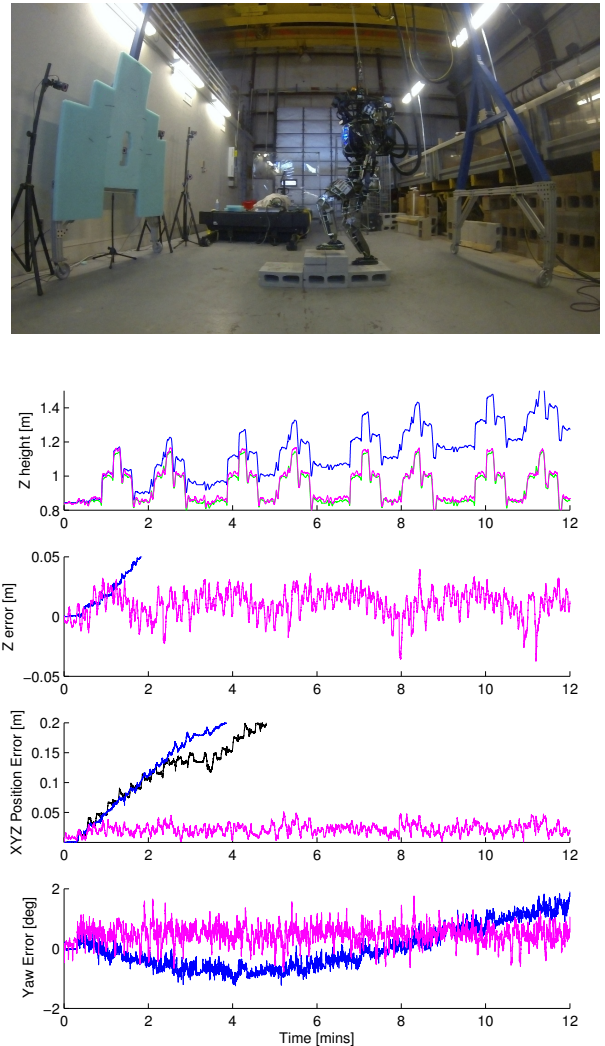 Z height [m]
1.4
1.2
1
0.8
0 2 4 6 8 10 12
Z error [m]
0.05
0
−0.05
0 2 4 6 8 10 12
XYZ Position Error [m]
0.2
0.15
0.1
0.05
0 2 4 6 8 10 12
Yaw Error [deg]
2
0
−2
0 2 4 6 8 10 12
Time [mins]